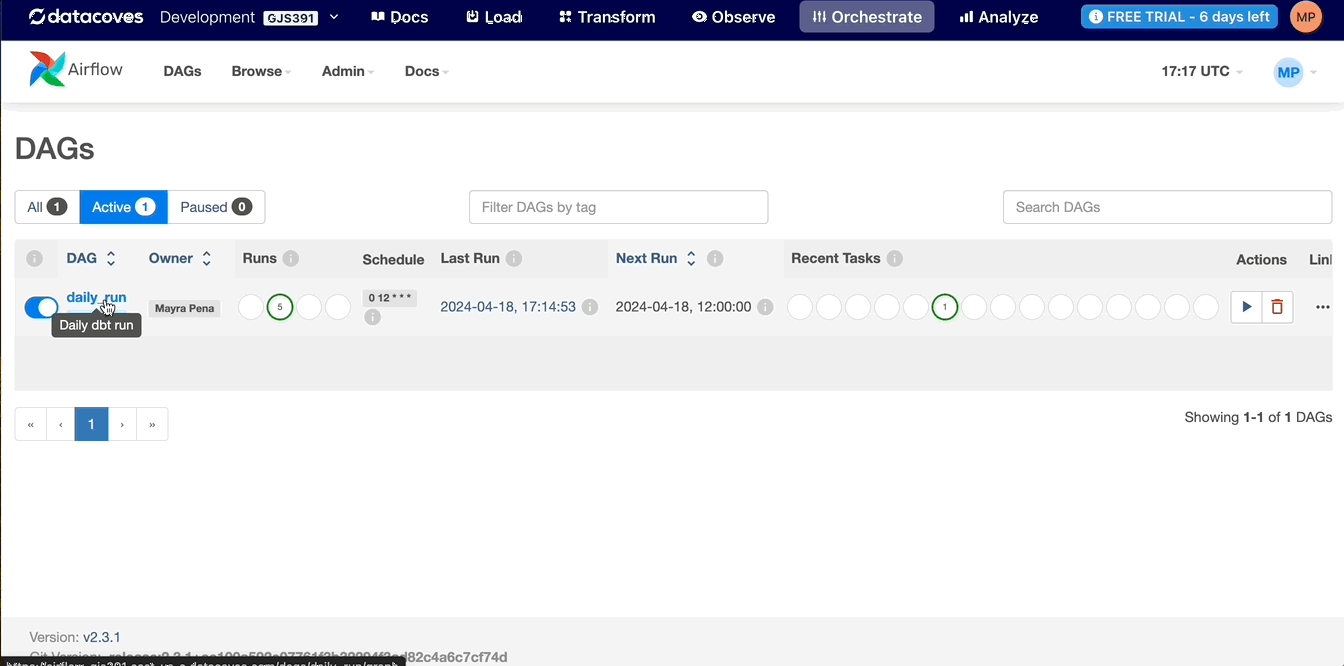 datacoves Development GJS391 Docs Load Transform Observe Orchestrate Analyze FREE TRIAL - 6 days left MP
Airflow DAGs Browse Admin Docs 17:17 UTC MP
DAGs
All 1 Active 1 Paused 0 Filter DAGs by tag Search DAGs
DAG Owner Runs Schedule Last Run Next Run Recent Tasks Actions Lin
daily_run Mayra Pena 5 0 12 * * * 2024-04-18, 17:14:53 2024-04-18, 12:00:00 1
Daily dbt run
« ‹ 1 › » Showing 1-1 of 1 DAGs
Version: v2.3.1